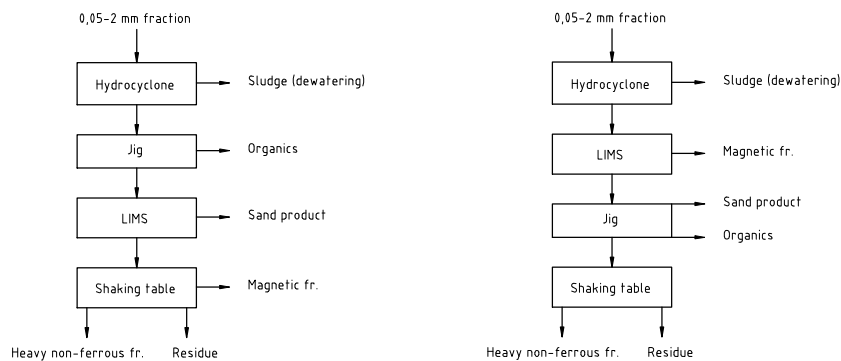 0,05-2 mm fraction
Hydrocyclone
Sludge (dewatering)
Jig
Organics
LIMS
Sand product
Shaking table
Magnetic fr.
Heavy non-ferrous fr.
Residue
0,05-2 mm fraction
Hydrocyclone
Sludge (dewatering)
LIMS
Magnetic fr.
Sand product
Jig
Organics
Shaking table
Heavy non-ferrous fr.
Residue